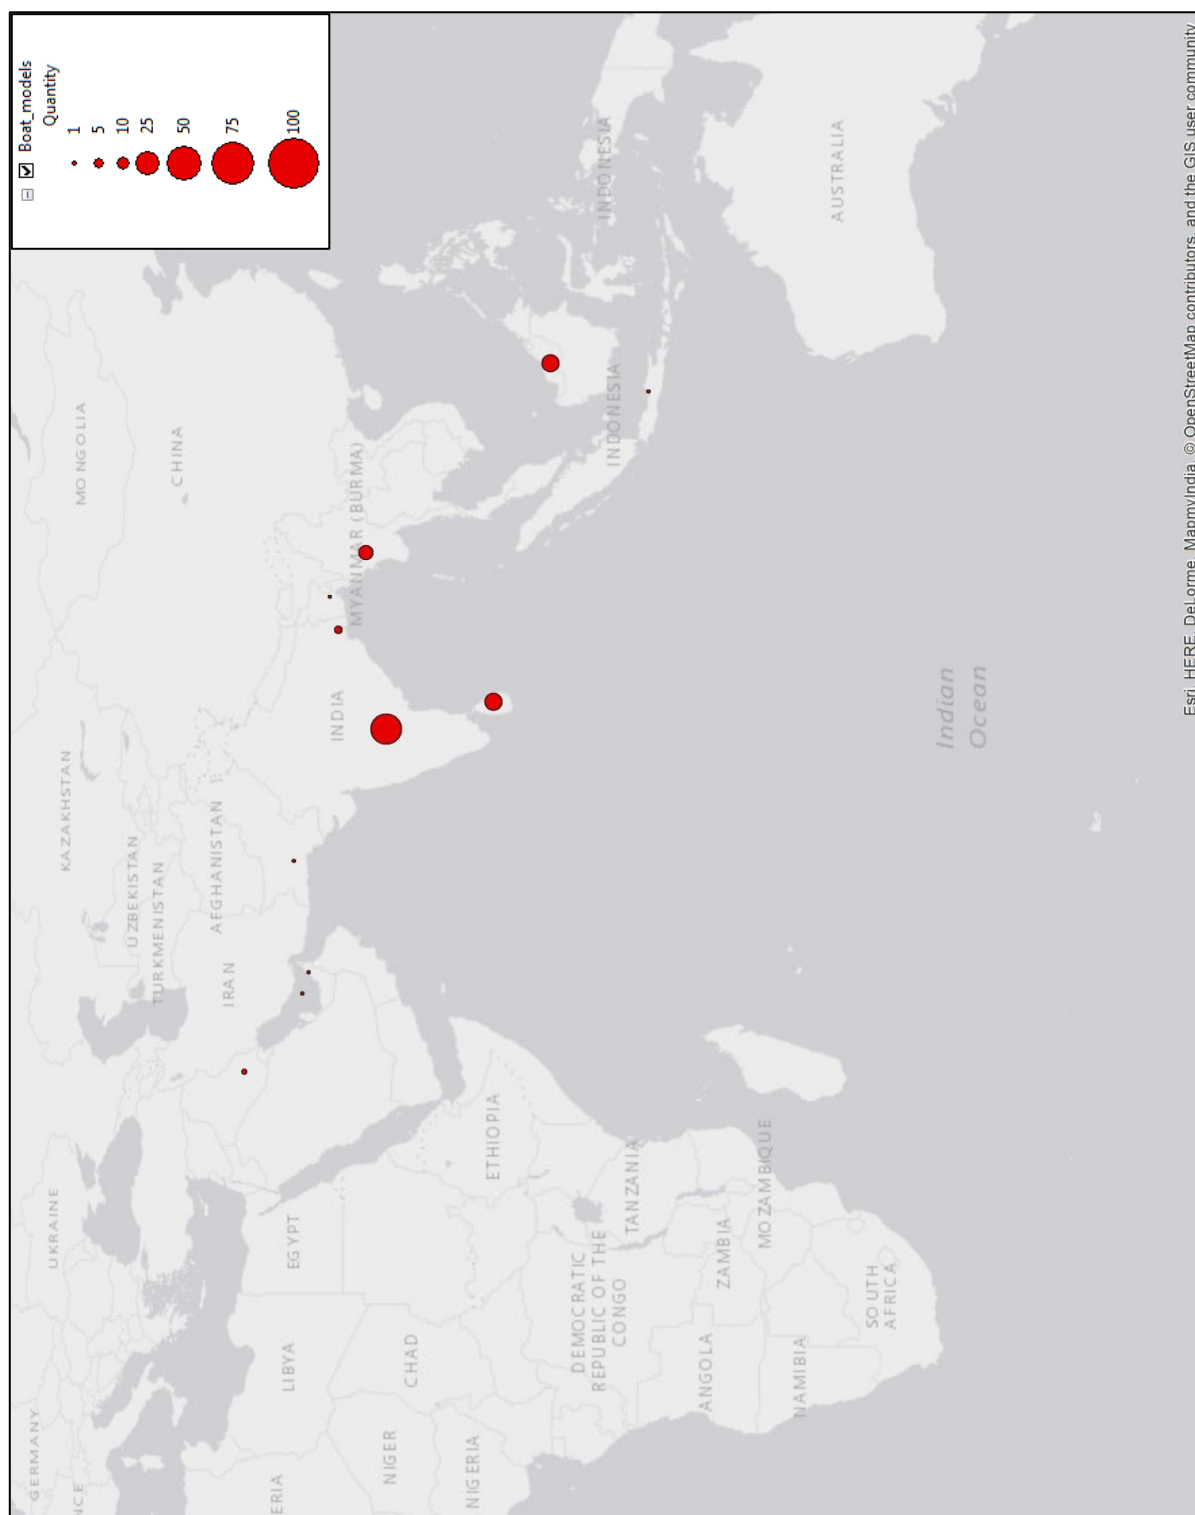 Boat_models
Quantity
1
5
10
25
50
75
100
GERMANY
UKRAINE
KAZAKHSTAN
MONGOLIA
NCE
UZBEKISTAN
TURKMENISTAN
CHINA
AFGHANISTAN
IRAN
ERIA
LIBYA
EGYPT
INDIA
MYANMAR (BURMA)
NIGER
CHAD
NIGERIA
ETHIOPIA
DEMOCRATIC
REPUBLIC OF THE
CONGO
TANZANIA
INDONESIA
INDONESIA
ANGOLA
ZAMBIA
MOZAMBIQUE
NAMIBIA
SOUTH
AFRICA
AUSTRALIA
Indian
Ocean
Esri, HERE, DeLorme, MapmyIndia, © OpenStreetMap contributors, and the GIS user community